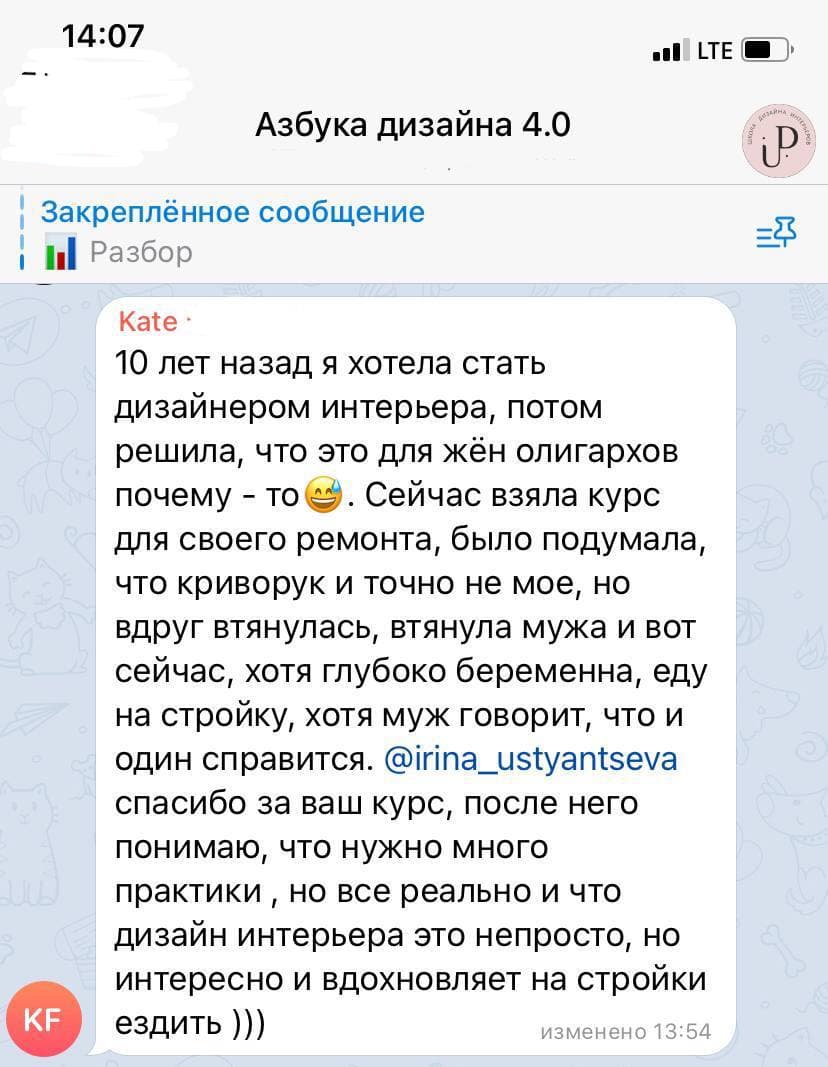 14:07
LTE
Азбука дизайна 4.0
ШКОЛА ДИЗАЙНА ИНТЕРЬЕРОВ
Закреплённое сообщение
Разбор
Kate
10 лет назад я хотела стать
дизайнером интерьера, потом
решила, что это для жён олигархов
почему - то😅. Сейчас взяла курс
для своего ремонта, было подумала,
что криворук и точно не мое, но
вдруг втянулась, втянула мужа и вот
сейчас, хотя глубоко беременна, еду
на стройку, хотя муж говорит, что и
один справится. @irina_ustyantseva
спасибо за ваш курс, после него
понимаю, что нужно много
практики , но все реально и что
дизайн интерьера это непросто, но
интересно и вдохновляет на стройки
ездить )))
изменено 13:54
KF